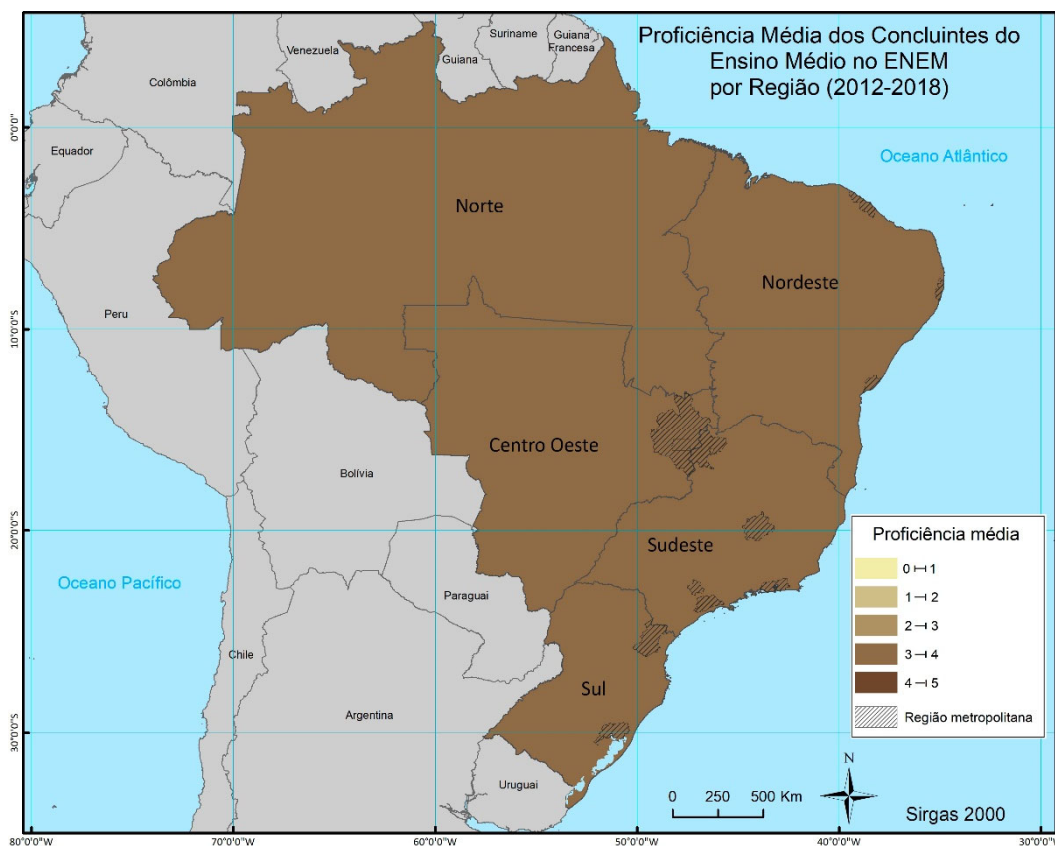 Proficiência Média dos Concluintes do
Ensino Médio no ENEM
por Região (2012-2018)
Venezuela
Suriname
Guiana
Francesa
Guiana
Colômbia
Equador
Peru
Bolívia
Paraguai
Chile
Argentina
Uruguai
Oceano Atlântico
Oceano Pacífico
Norte
Nordeste
Centro Oeste
Sudeste
Sul
Proficiência média
0 ⊣ 1
1 ⊣ 2
2 ⊣ 3
3 ⊣ 4
4 ⊣ 5
Região metropolitana
N
0 250 500 Km
Sirgas 2000
0°0'0"S
10°0'0"S
20°0'0"S
30°0'0"S
80°0'0"W
70°0'0"W
60°0'0"W
50°0'0"W
40°0'0"W
30°0'0"W